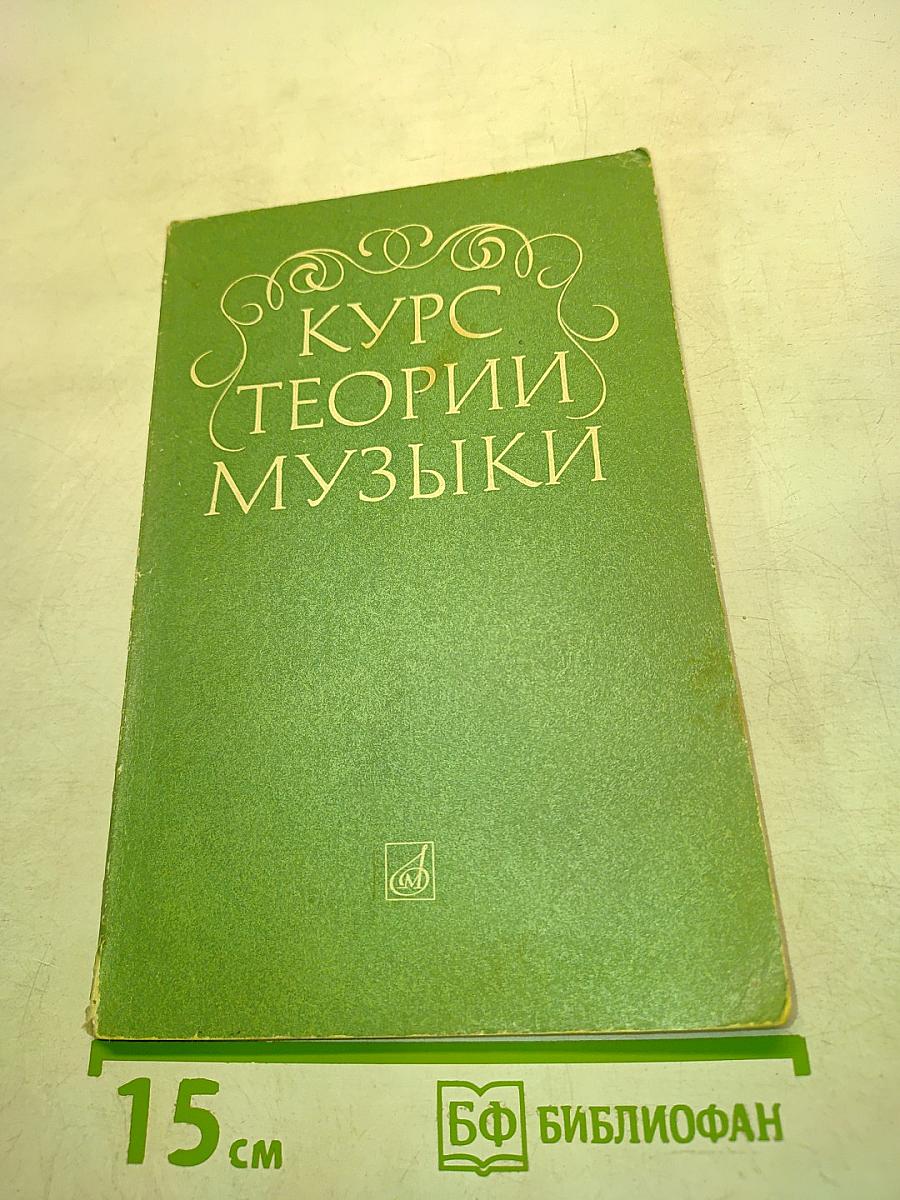 КУРС
ТЕОРИИ
МУЗЫКИ
М
15 см
БФ БИБЛИОФАН